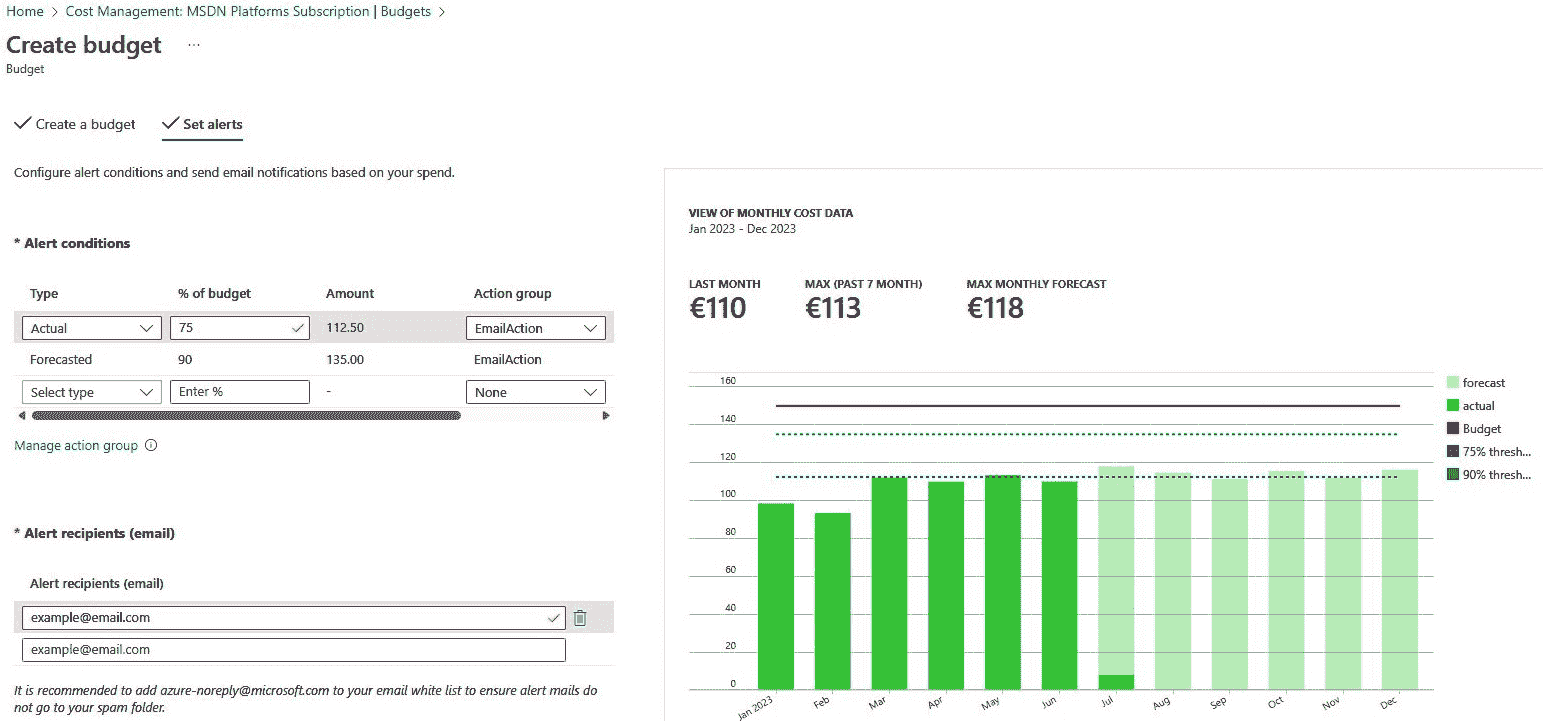 Home > Cost Management: MSDN Platforms Subscription | Budgets >
Create budget ...
Budget
Create a budget Set alerts
Configure alert conditions and send email notifications based on your spend.
* Alert conditions
Type % of budget Amount Action group
Actual 75 112.50 EmailAction
Forecasted 90 135.00 EmailAction
Select type Enter % - None
Manage action group
* Alert recipients (email)
Alert recipients (email)
example@email.com
example@email.com
It is recommended to add azure-noreply@microsoft.com to your email white list to ensure alert mails do
not go to your spam folder.
VIEW OF MONTHLY COST DATA
Jan 2023 - Dec 2023
LAST MONTH MAX (PAST 7 MONTH) MAX MONTHLY FORECAST
€110 €113 €118
160
140
120
100
80
60
40
20
0
Jan 2023 Feb Mar Apr May Jun Jul Aug Sep Oct Nov Dec
forecast
actual
Budget
75% thresh...
90% thresh...